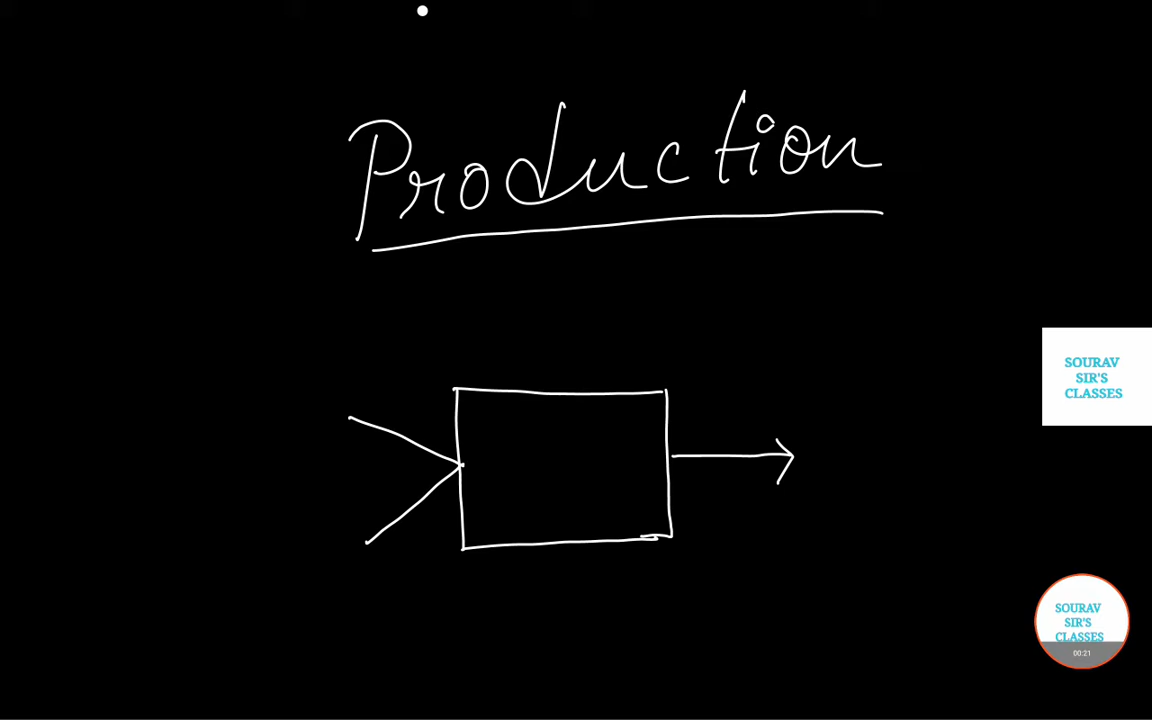 Production
SOURAV
SIR'S
CLASSES
SOURAV
SIR'S
CLASSES
00:21